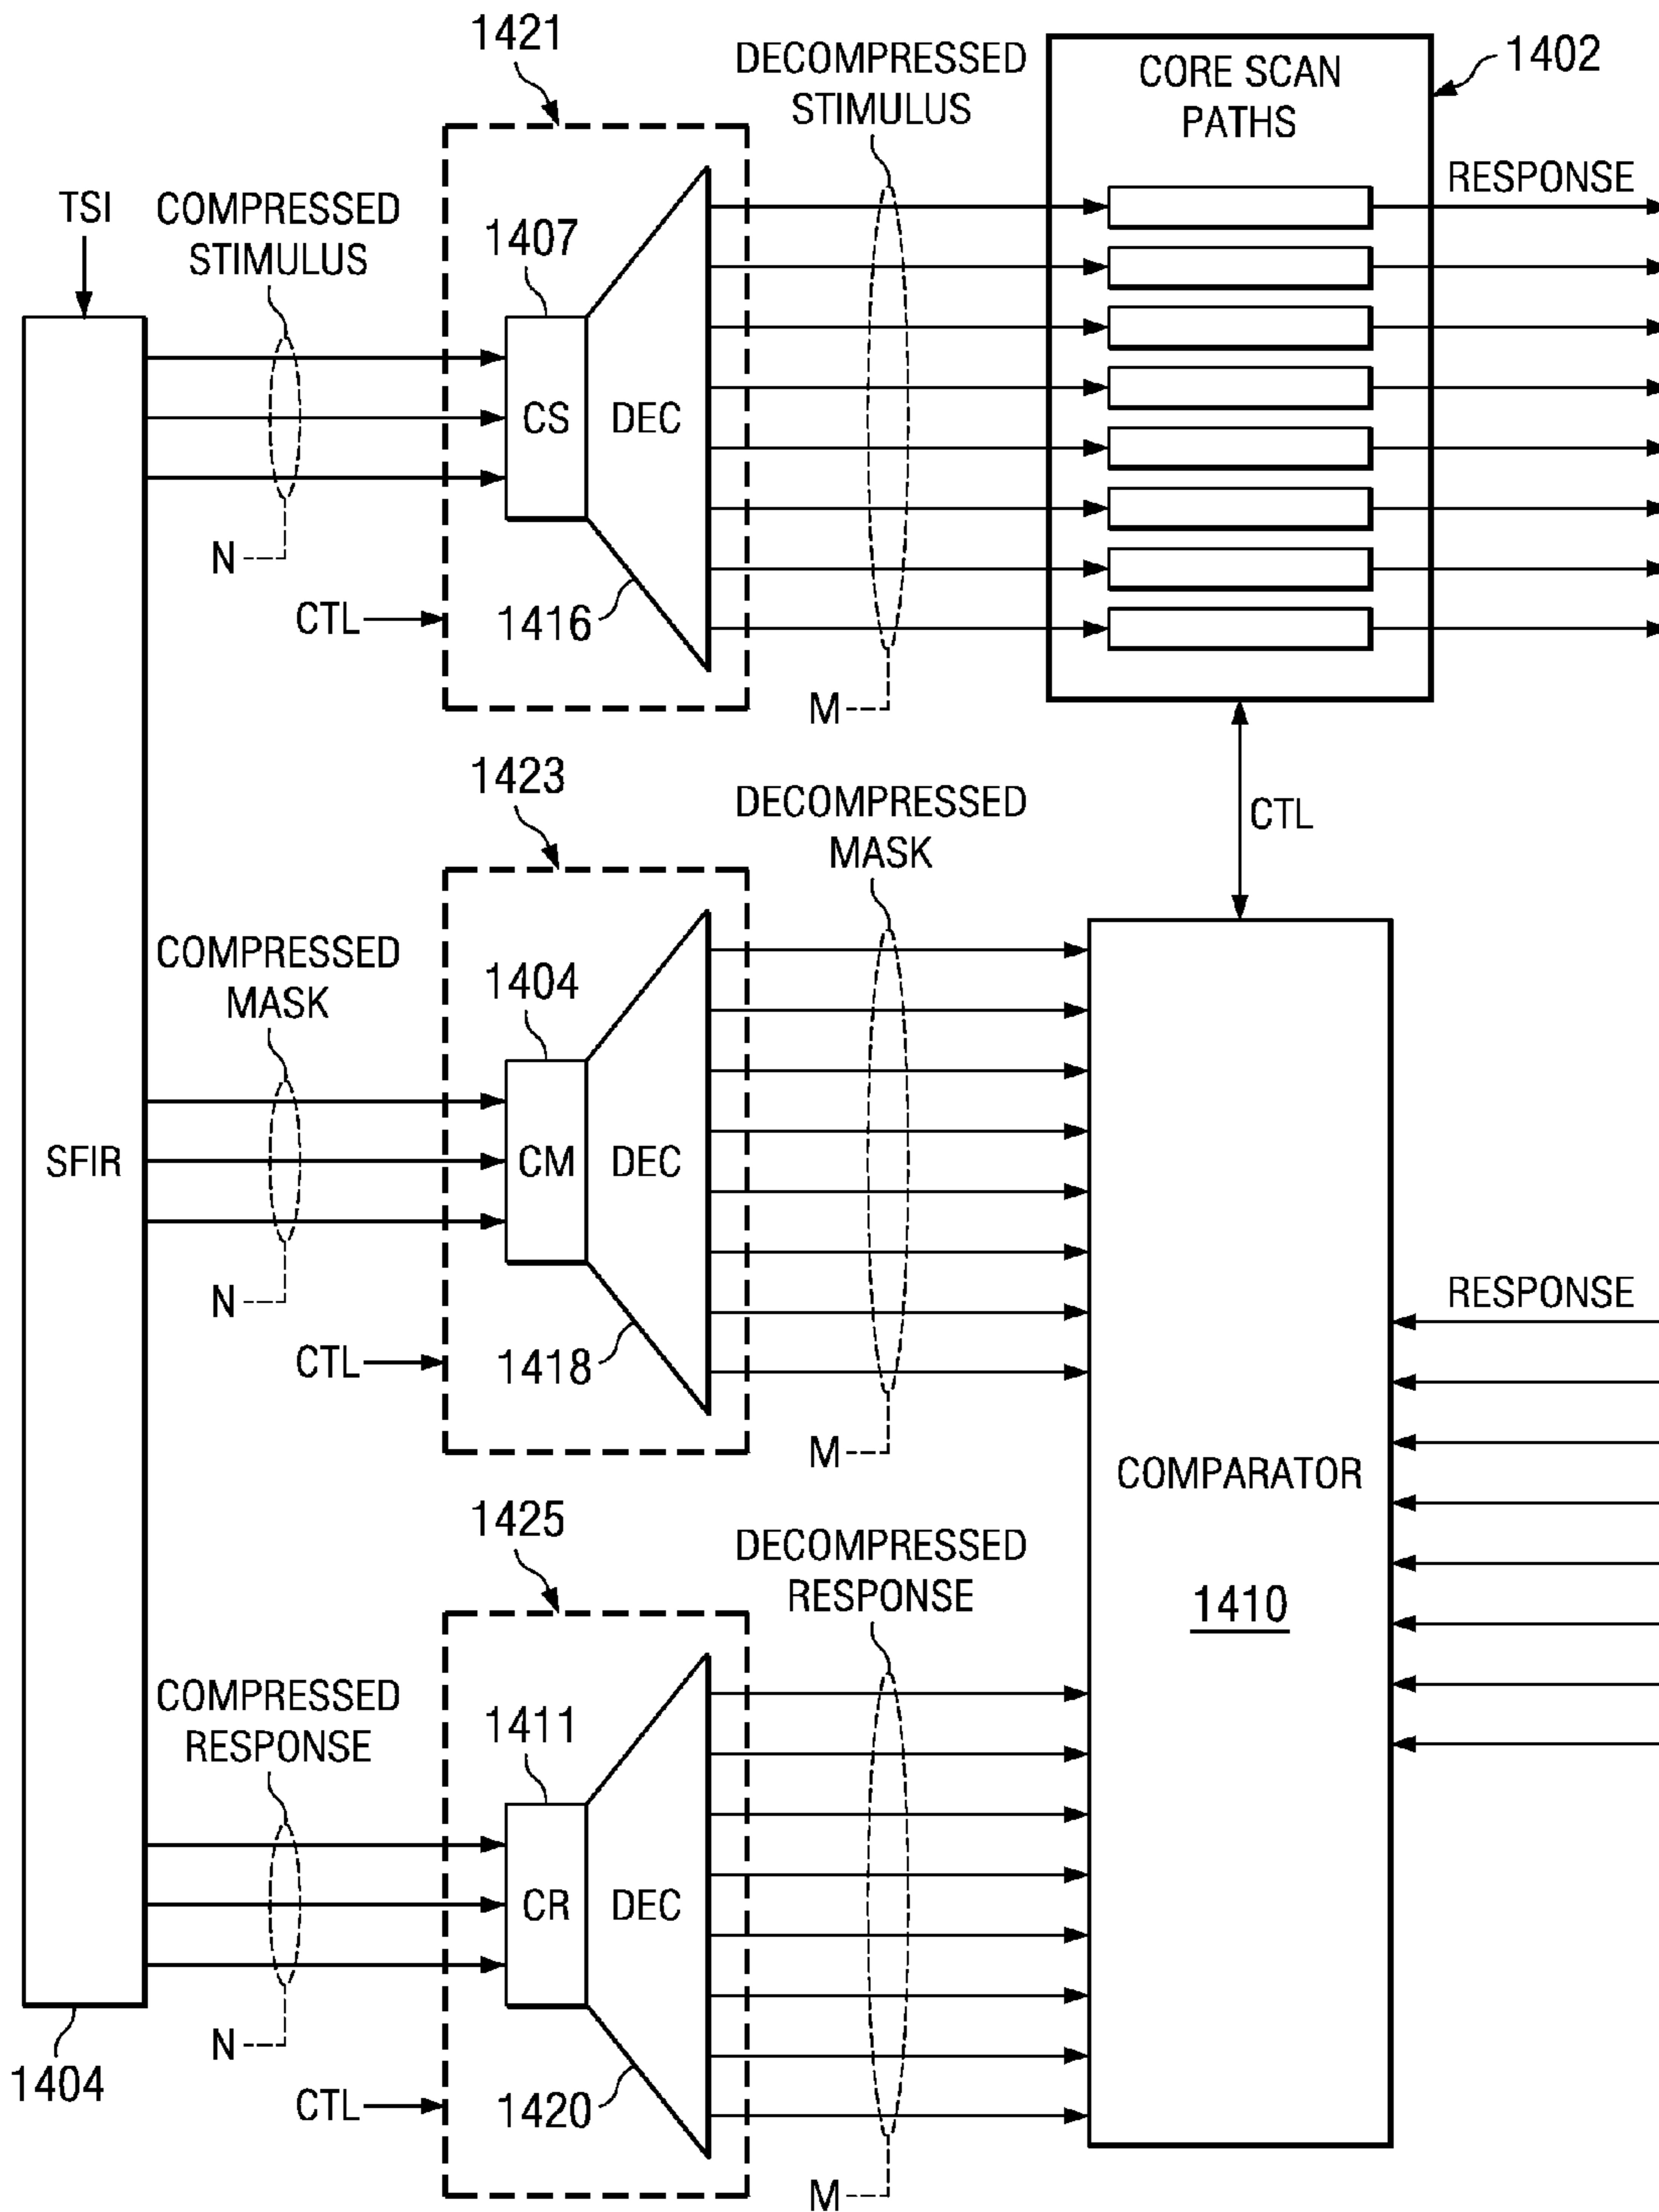 1421
DECOMPRESSED
STIMULUS
CORE SCAN
PATHS
1402
TSI
COMPRESSED
STIMULUS
1407
RESPONSE
CS
DEC
N
CTL
1416
M
1423
DECOMPRESSED
MASK
CTL
COMPRESSED
MASK
1404
SFIR
CM
DEC
N
RESPONSE
CTL
1418
M
COMPARATOR
1410
1425
DECOMPRESSED
RESPONSE
COMPRESSED
RESPONSE
1411
CR
DEC
N
1404
CTL
1420
M